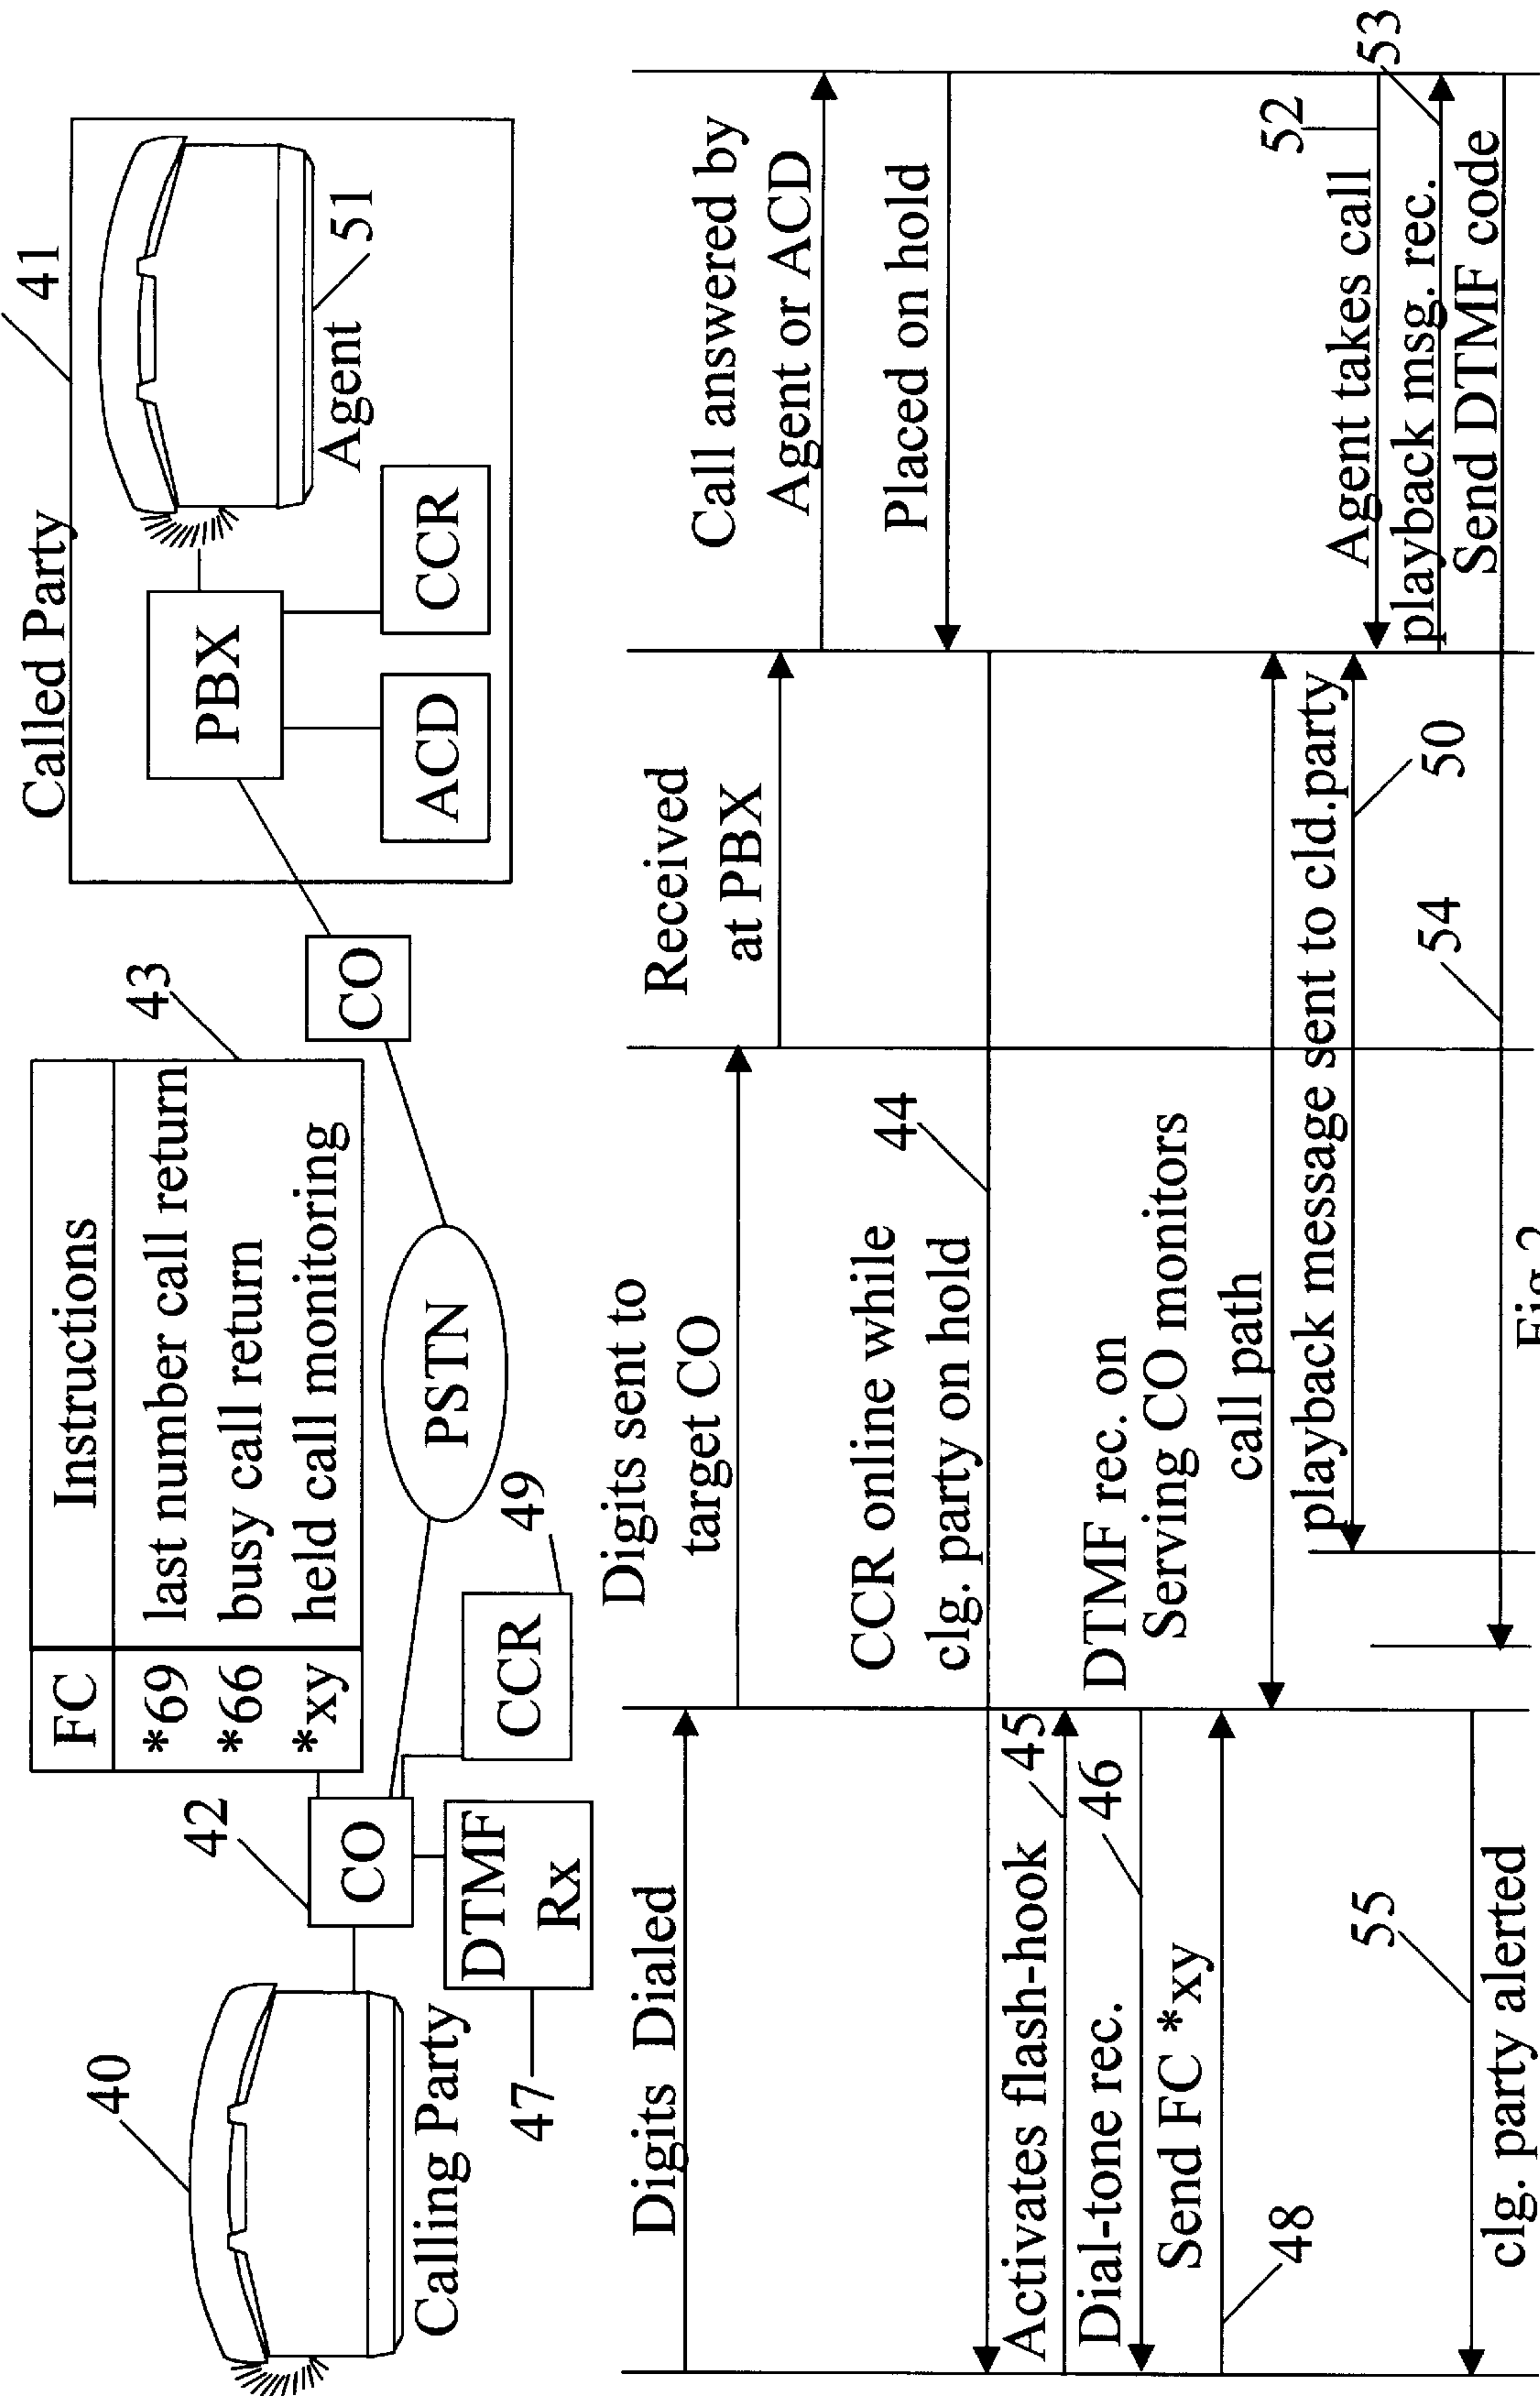 40
Calling Party
47
42
CO
DTMF
Rx
FC
Instructions
*69
last number call return
*66
busy call return
*xy
held call monitoring
43
CCR
49
PSTN
CO
Called Party
41
PBX
ACD
CCR
Agent
51
Digits Dialed
Digits sent to
target CO
Received
at PBX
Call answered by
Agent or ACD
Placed on hold
CCR online while
clg. party on hold
44
Activates flash-hook
45
Dial-tone rec.
46
Send FC *xy
48
DTMF rec. on
Serving CO monitors
call path
playback message sent to cld.party
50
Agent takes call
52
playback msg. rec.
53
Send DTMF code
54
55
clg. party alerted